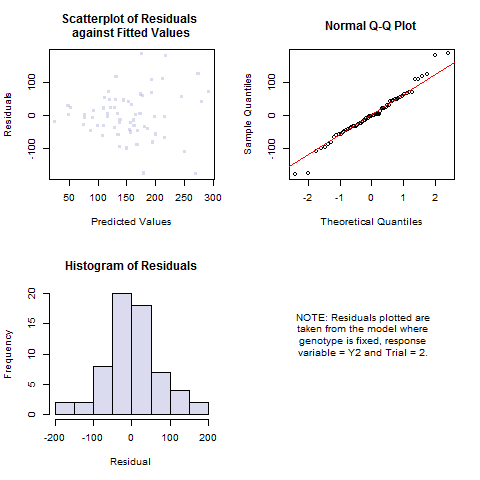 Scatterplot of Residuals
against Fitted Values
Residuals
100
0
-100
50
100
150
200
250
300
Predicted Values
Normal Q-Q Plot
Sample Quantiles
100
0
-100
-2
-1
0
1
2
Theoretical Quantiles
Histogram of Residuals
Frequency
20
15
10
5
0
-200
-100
0
100
200
Residual
NOTE: Residuals plotted are
taken from the model where
genotype is fixed, response
variable = Y2 and Trial = 2.